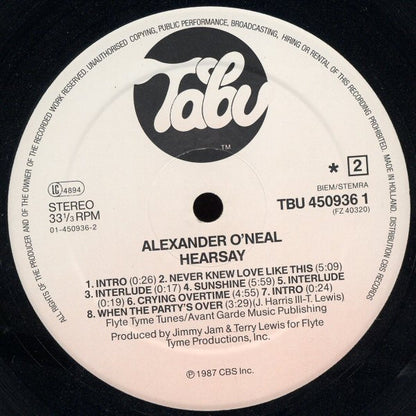 ALL RIGHTS OF THE PRODUCER AND OF THE OWNER OF THE RECORDED WORK RESERVED. UNAUTHORISED COPYING, PUBLIC PERFORMANCE, BROADCASTING, HIRING OR RENTAL OF THIS RECORDING PROHIBITED. MADE IN HOLLAND. DISTRIBUTION CBS RECORDS
Tabu
TM
* 2
LC 4894
BIEM/STEMRA
STEREO
TBU 450936 1
33 1/3 RPM
(FZ 40320)
01-450936-2
ALEXANDER O'NEAL
HEARSAY
1. INTRO (0:26) 2. NEVER KNEW LOVE LIKE THIS (5:09)
3. INTERLUDE (0:17) 4. SUNSHINE (5:59) 5. INTERLUDE
(0:19) 6. CRYING OVERTIME (4:55) 7. INTRO (0:24)
8. WHEN THE PARTY'S OVER (3:29)(J. Harris III-T. Lewis)
Flyte Tyme Tunes/Avant Garde Music Publishing
Produced by Jimmy Jam & Terry Lewis for Flyte
Tyme Productions, Inc.
℗ 1987 CBS Inc.